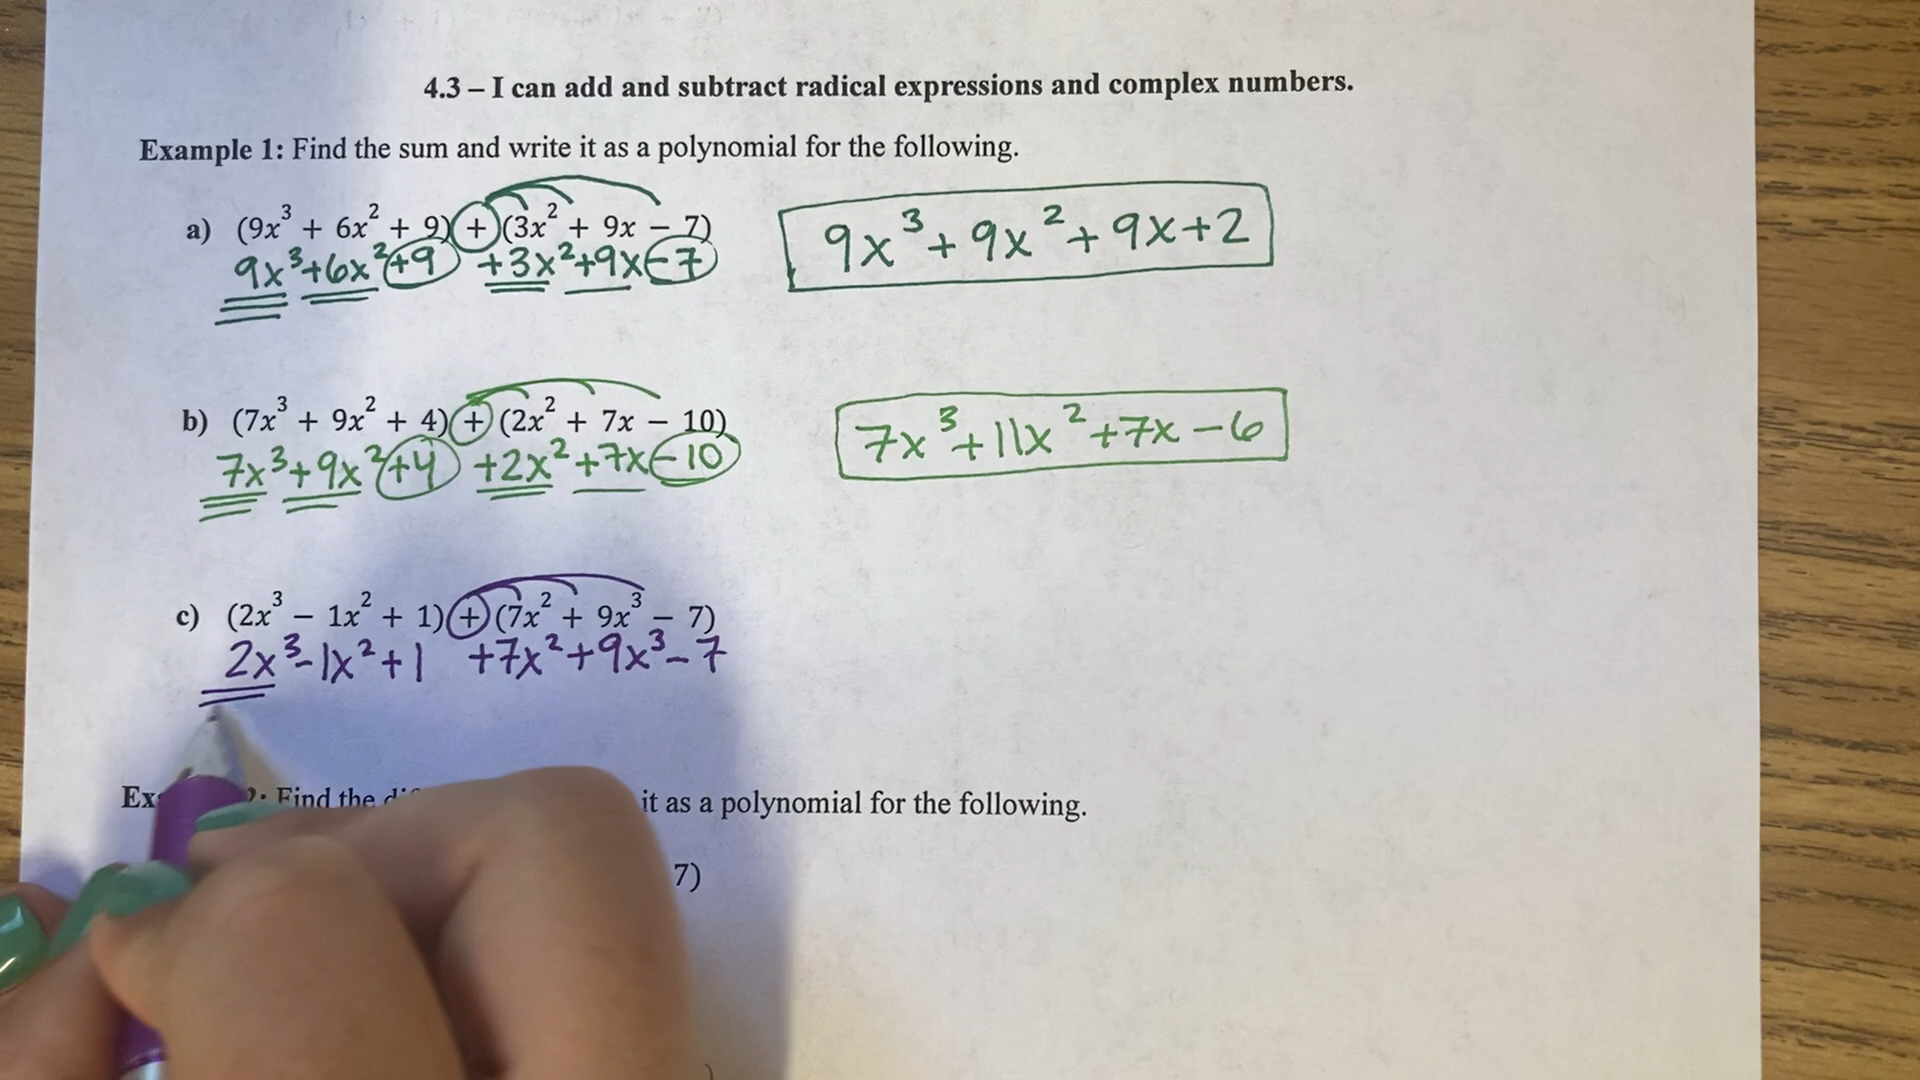 4.3 – I can add and subtract radical expressions and complex numbers.
Example 1: Find the sum and write it as a polynomial for the following.
a) (9x³ + 6x² + 9) + (3x² + 9x − 7)
9x³+6x²+9 +3x²+9x−7
9x³+9x²+9x+2
b) (7x³ + 9x² + 4) + (2x² + 7x − 10)
7x³+9x²+4 +2x²+7x−10
7x³+11x²+7x−6
c) (2x³ − 1x² + 1) + (7x² + 9x³ − 7)
2x³−1x²+1 +7x²+9x³−7
Find the it as a polynomial for the following.
7)
)